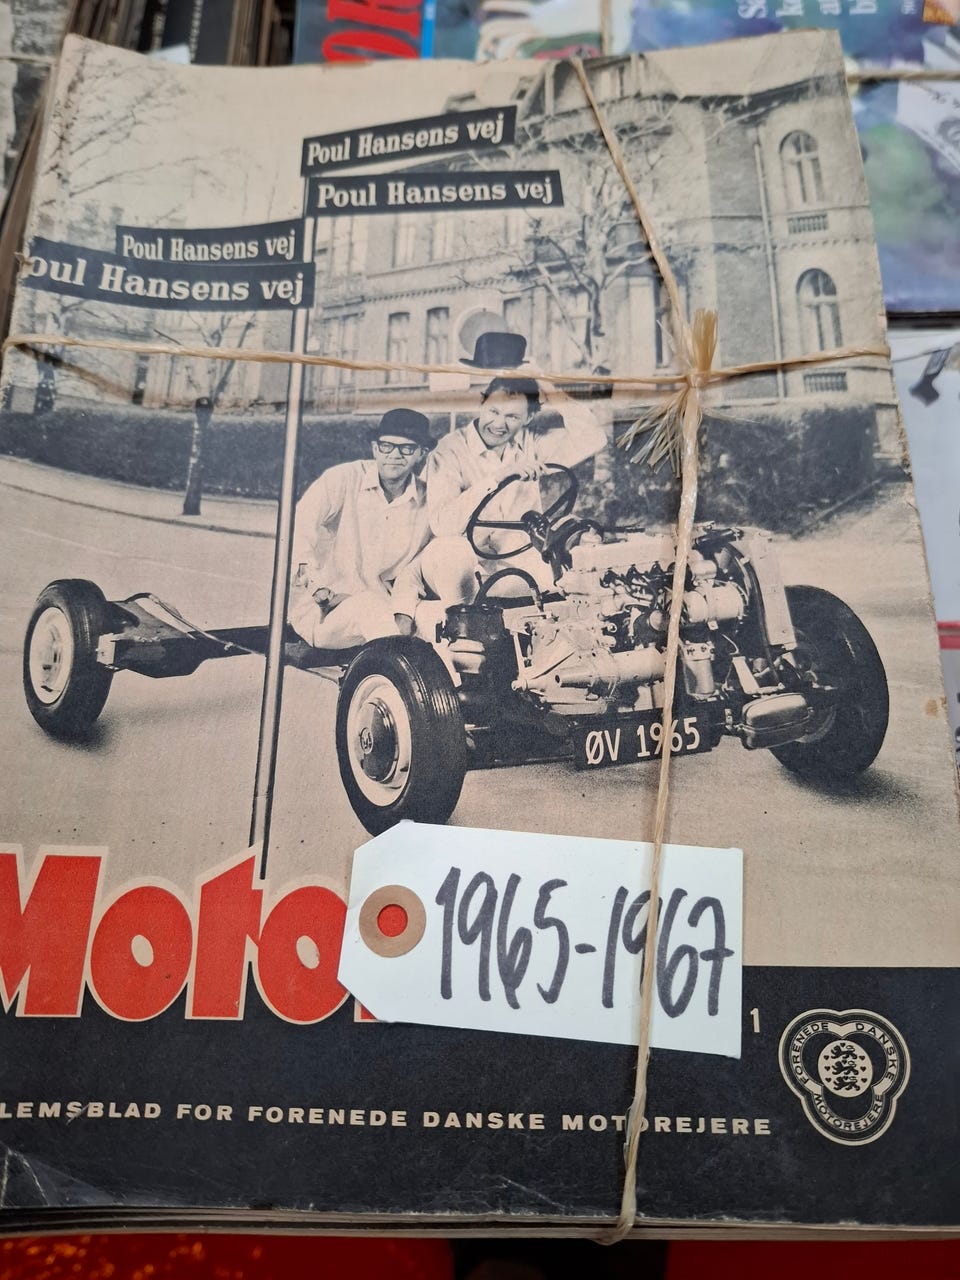 OR
Poul Hansens vej
Poul Hansens vej
Poul Hansens vej
oul Hansens vej
ØV 1965
Moto
1965-1967
1
LEMSBLAD FOR FORENEDE DANSKE MOTOREJERE
FORENEDE DANSKE
MOTOREJERE